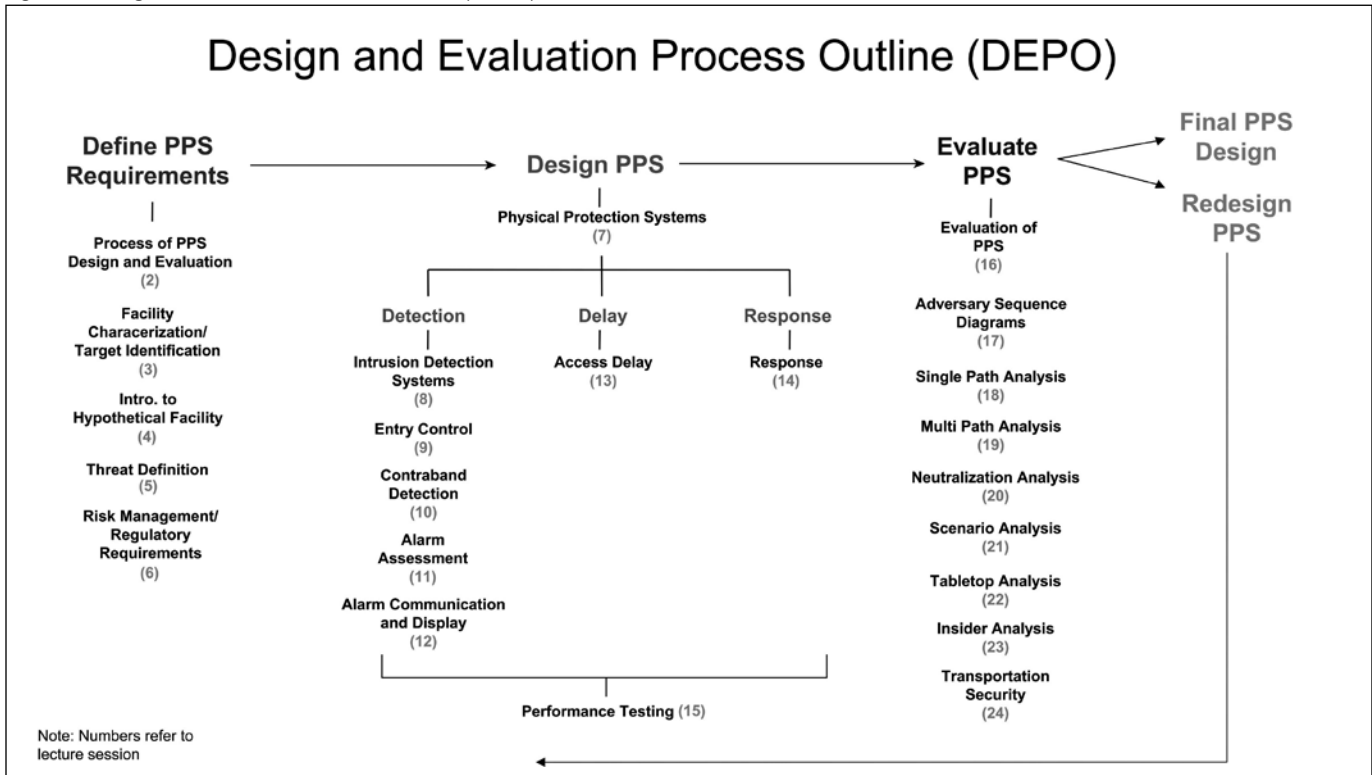 Design and Evaluation Process Outline (DEPO)
Define PPS
Requirements
Process of PPS
Design and Evaluation
(2)
Facility
Characerization/
Target Identification
(3)
Intro. to
Hypothetical Facility
(4)
Threat Definition
(5)
Risk Management/
Regulatory
Requirements
(6)
Design PPS
Physical Protection Systems
(7)
Detection
Intrusion Detection
Systems
(8)
Entry Control
(9)
Contraband
Detection
(10)
Alarm
Assessment
(11)
Alarm Communication
and Display
(12)
Delay
Access Delay
(13)
Response
Response
(14)
Performance Testing (15)
Evaluate
PPS
Evaluation of
PPS
(16)
Adversary Sequence
Diagrams
(17)
Single Path Analysis
(18)
Multi Path Analysis
(19)
Neutralization Analysis
(20)
Scenario Analysis
(21)
Tabletop Analysis
(22)
Insider Analysis
(23)
Transportation
Security
(24)
Final PPS
Design
Redesign
PPS
Note: Numbers refer to
lecture session